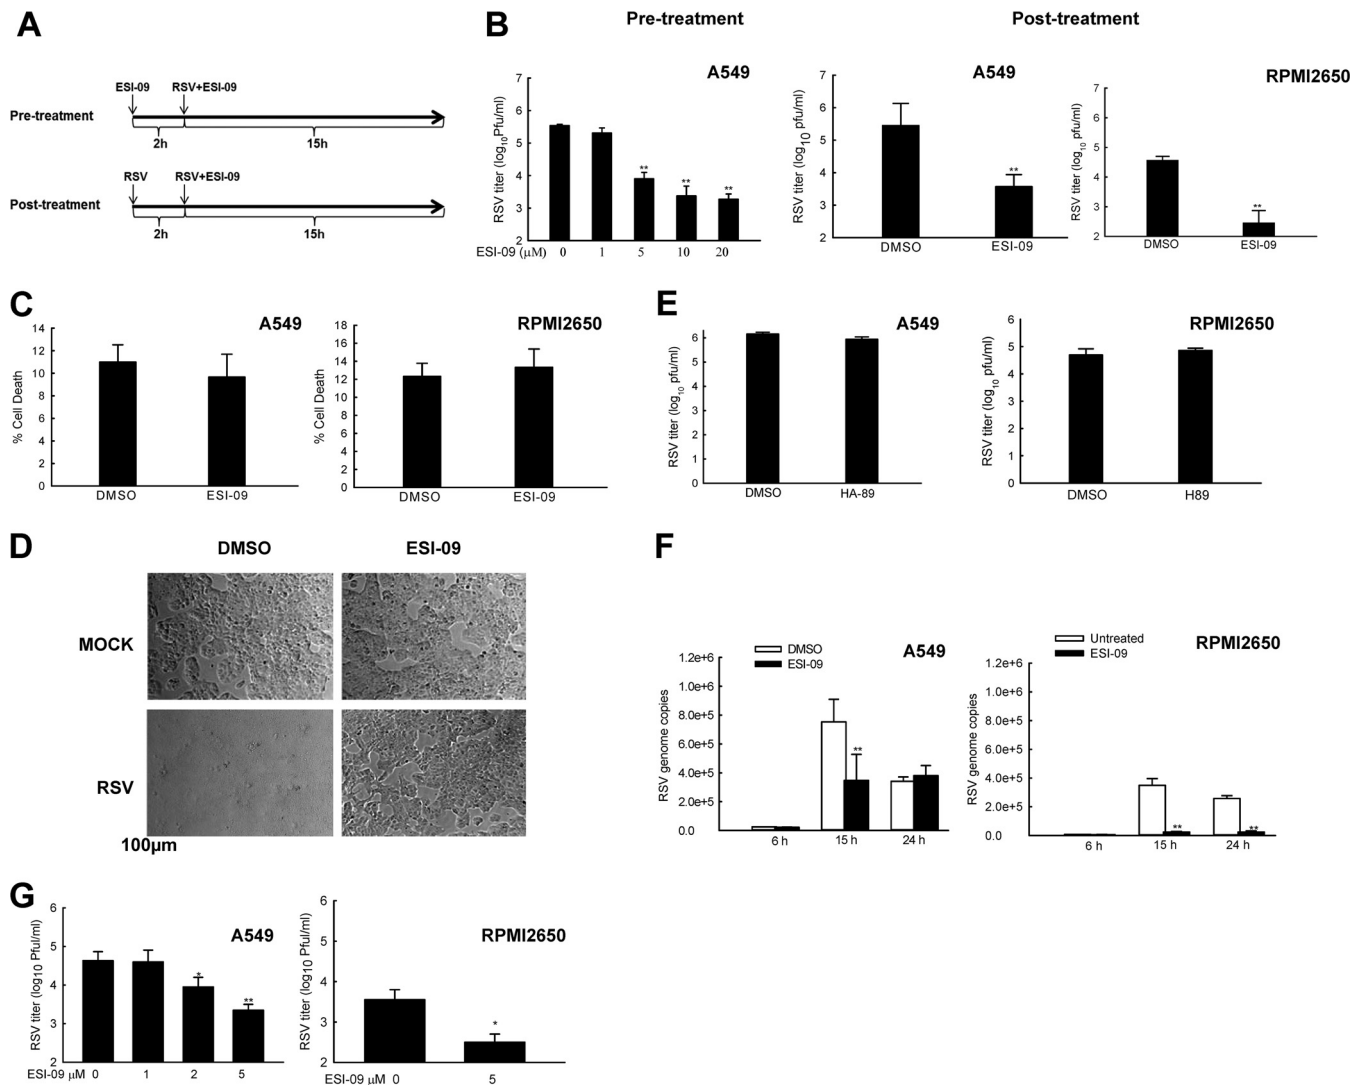 A
ESI-09 RSV+ESI-09
Pre-treatment
2h 15h
RSV RSV+ESI-09
Post-treatment
2h 15h
B
Pre-treatment Post-treatment
A549
RSV titer (log10Pfu/ml)
7
6
5
4
3
2
** ** **
ESI-09 (μM) 0 1 5 10 20
A549
RSV titer (log10 pfu/ml)
7
6
5
4
3
2
**
DMSO ESI-09
RPMI2650
RSV titer (log10 pfu/ml)
7
6
5
4
3
2
**
DMSO ESI-09
C
A549
% Cell Death
14
12
10
8
6
4
2
0
DMSO ESI-09
RPMI2650
% Cell Death
18
16
14
12
10
8
6
4
2
0
DMSO ESI-09
E
A549
RSV titer (log10 pfu/ml)
6
5
4
3
2
1
0
DMSO HA-89
RPMI2650
RSV titer (log10 pfu/ml)
6
5
4
3
2
1
0
DMSO H89
D
DMSO ESI-09
MOCK
RSV
100μm
F
DMSO
ESI-09
A549
RSV genome copies
1.2e+6
1.0e+6
8.0e+5
6.0e+5
4.0e+5
2.0e+5
0.0
**
6 h 15 h 24 h
Untreated
ESI-09
RPMI2650
RSV genome copies
1.2e+6
1.0e+6
8.0e+5
6.0e+5
4.0e+5
2.0e+5
0.0
** **
6 h 15 h 24 h
G
A549
RSV titer (log10 Pful/ml)
6
5
4
3
2
* **
ESI-09 μM 0 1 2 5
RPMI2650
RSV titer (log10 Pful/ml)
6
5
4
3
2
*
ESI-09 μM 0 5